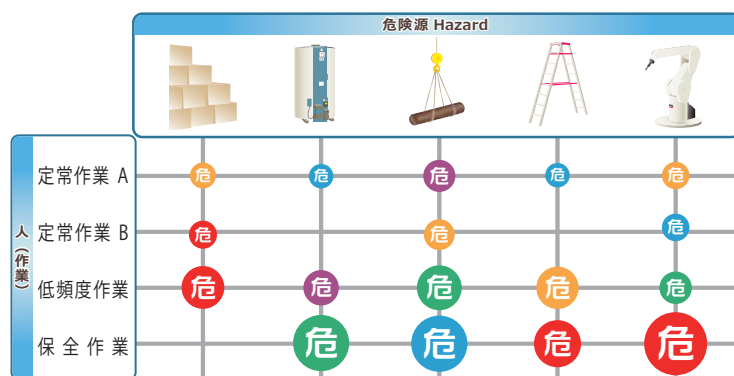 危険源 Hazard
人(作業)
定常作業 A
危 危 危 危 危
定常作業 B
危 危 危
低頻度作業
危 危 危 危 危
保全作業
危 危 危 危